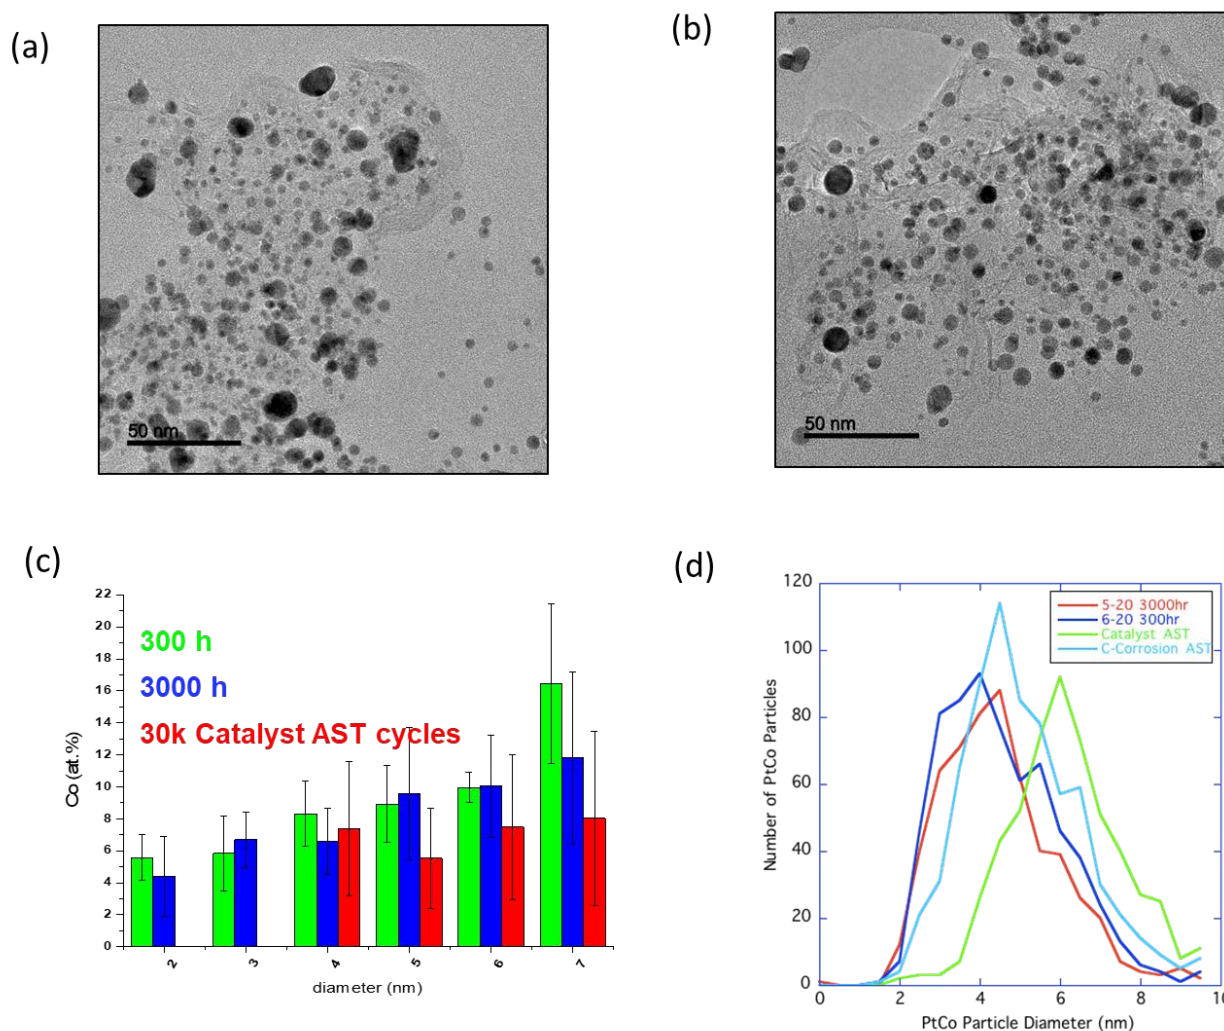 (a)
50 nm
(b)
50 nm
(c)
22
20
18
16
14
12
10
8
6
4
2
0
Co (at.%)
300 h
3000 h
30k Catalyst AST cycles
2 3 4 5 6 7
diameter (nm)
(d)
120
100
80
60
40
20
0
Number of PtCo Particles
5-20 3000hr
6-20 300hr
Catalyst AST
C-Corrosion AST
0 2 4 6 8 10
PtCo Particle Diameter (nm)